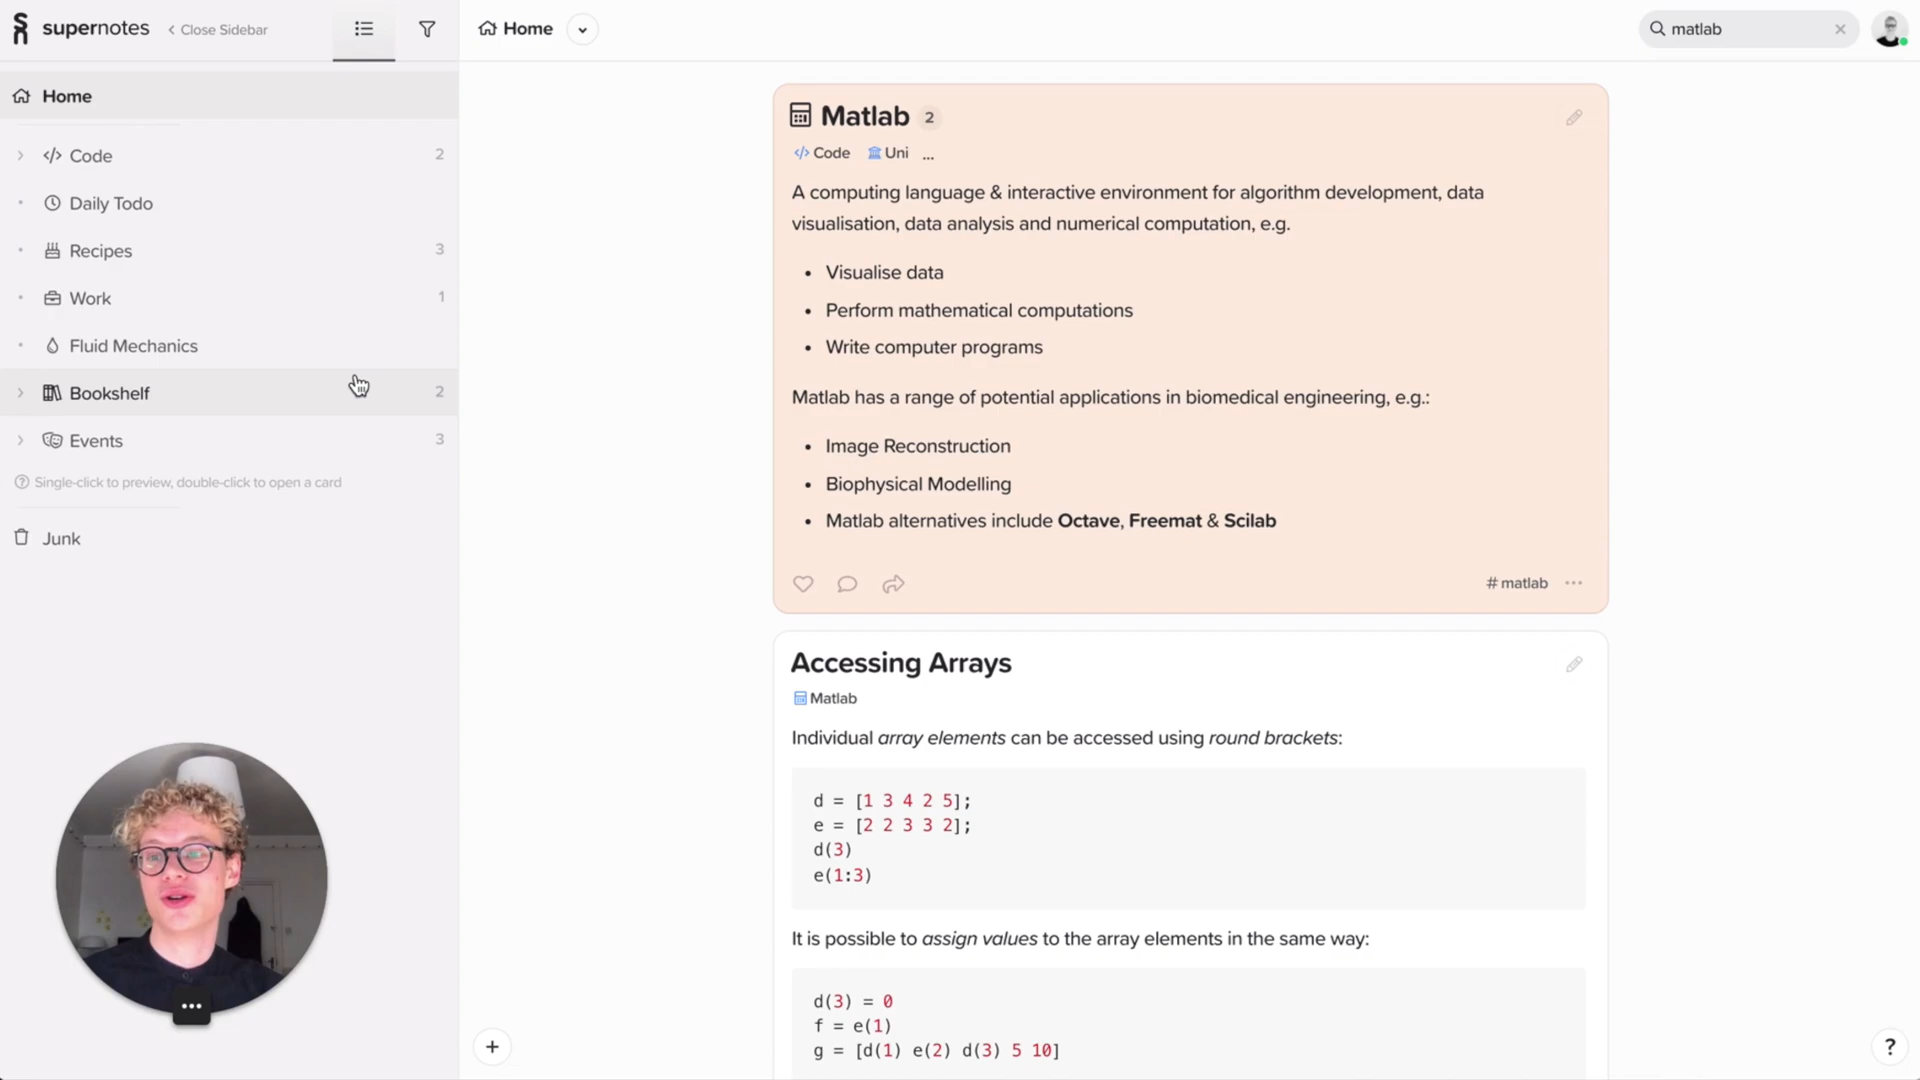 supernotes
Close Sidebar
Home
matlab
Home
Code 2
Daily Todo
Recipes 3
Work 1
Fluid Mechanics
Bookshelf 2
Events 3
Single-click to preview, double-click to open a card
Junk
Matlab 2
Code Uni ...
A computing language & interactive environment for algorithm development, data
visualisation, data analysis and numerical computation, e.g.
• Visualise data
• Perform mathematical computations
• Write computer programs
Matlab has a range of potential applications in biomedical engineering, e.g.:
• Image Reconstruction
• Biophysical Modelling
• Matlab alternatives include Octave, Freemat & Scilab
# matlab
Accessing Arrays
Matlab
Individual array elements can be accessed using round brackets:
d = [1 3 4 2 5];
e = [2 2 3 3 2];
d(3)
e(1:3)
It is possible to assign values to the array elements in the same way:
d(3) = 0
f = e(1)
g = [d(1) e(2) d(3) 5 10]
+
?